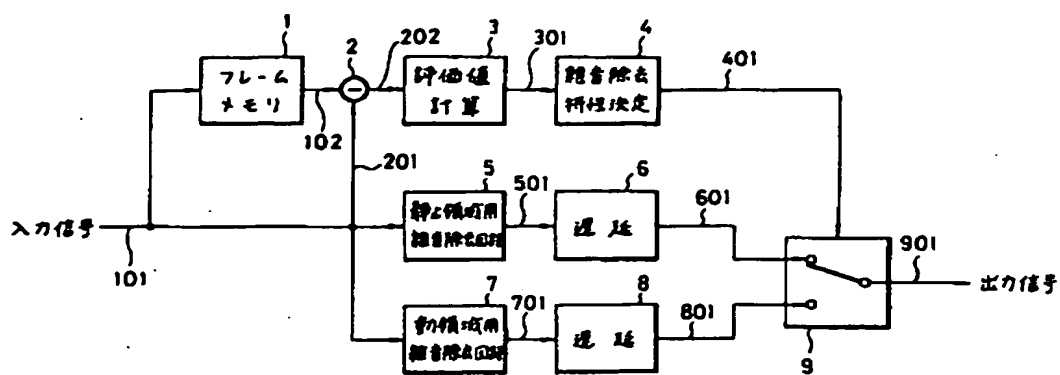 1
2
202
3
301
4
401
フレーム
メモリ
評価値
計算
雑音除去
特性決定
102
201
5
501
6
601
入力信号
静止領域用
雑音除去回路
遅延
101
901
出力信号
7
701
8
801
動領域用
雑音除去回路
遅延
9